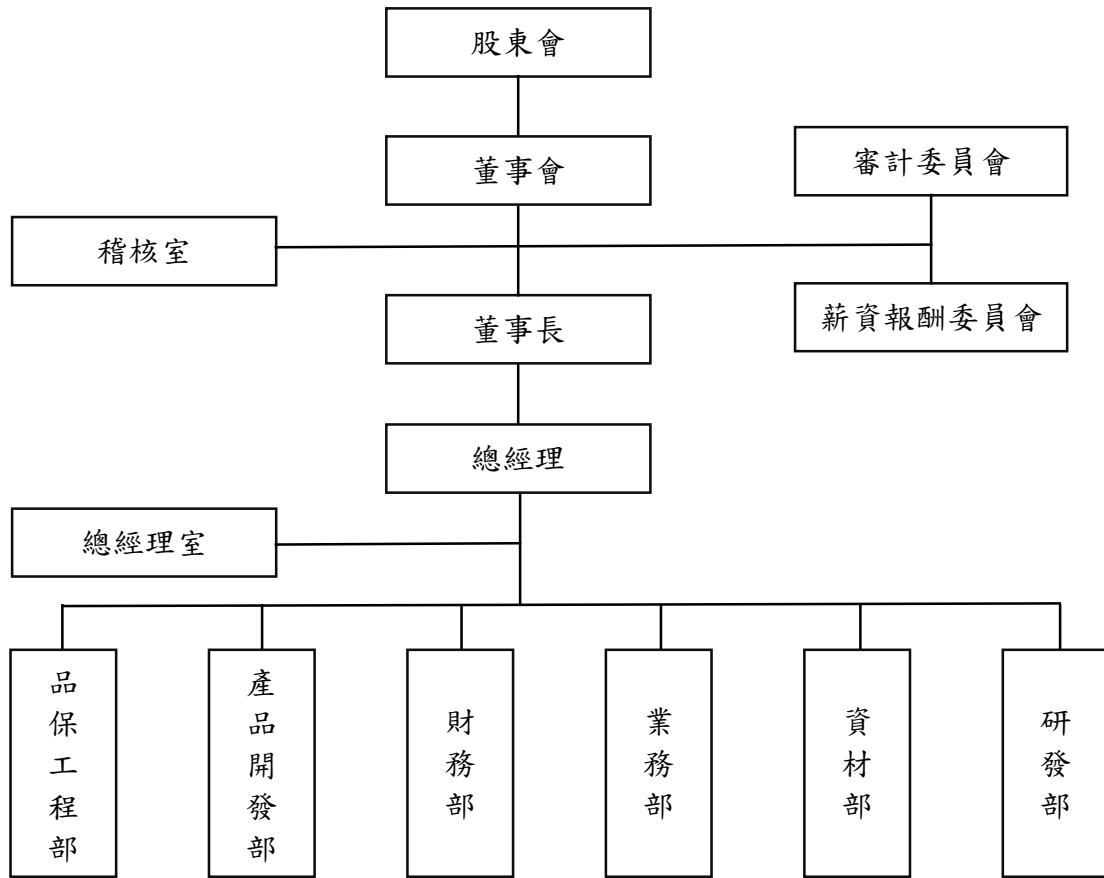 股東會
董事會
審計委員會
稽核室
董事長
薪資報酬委員會
總經理
總經理室
品保工程部
產品開發部
財務部
業務部
資材部
研發部